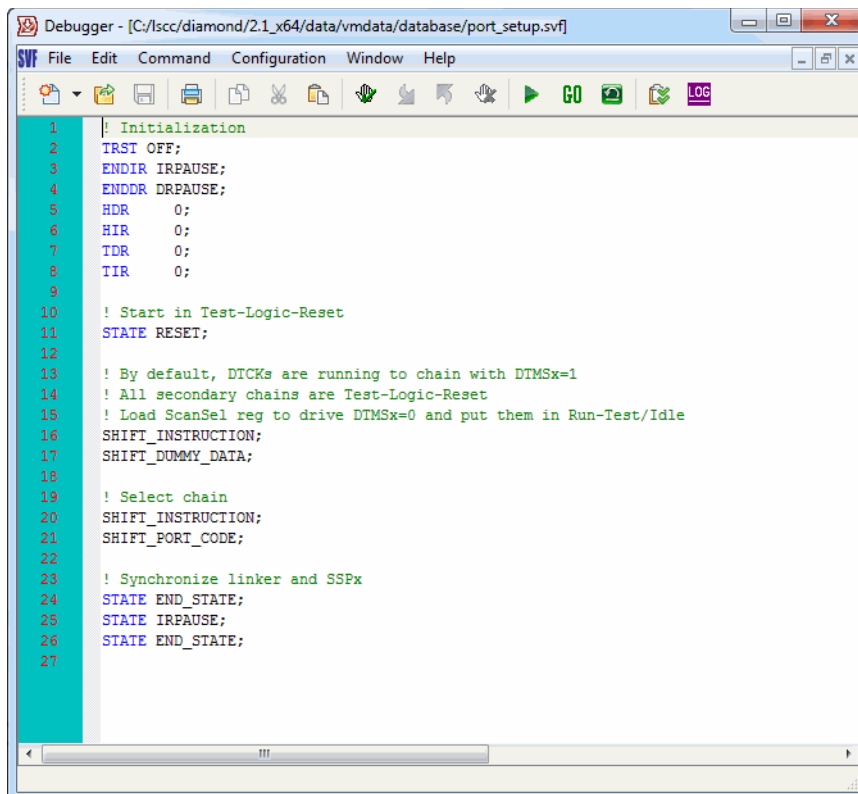 Debugger - [C:/lscc/diamond/2.1_x64/data/vmdata/database/port_setup.svf]
SVF File Edit Command Configuration Window Help
GO LOG
1 ! Initialization
2 TRST OFF;
3 ENDIR IRPAUSE;
4 ENDDR DRPAUSE;
5 HDR 0;
6 HIR 0;
7 TDR 0;
8 TIR 0;
9
10 ! Start in Test-Logic-Reset
11 STATE RESET;
12
13 ! By default, DTCKs are running to chain with DTMSx=1
14 ! All secondary chains are Test-Logic-Reset
15 ! Load ScanSel reg to drive DTMSx=0 and put them in Run-Test/Idle
16 SHIFT_INSTRUCTION;
17 SHIFT_DUMMY_DATA;
18
19 ! Select chain
20 SHIFT_INSTRUCTION;
21 SHIFT_PORT_CODE;
22
23 ! Synchronize linker and SSPx
24 STATE END_STATE;
25 STATE IRPAUSE;
26 STATE END_STATE;
27